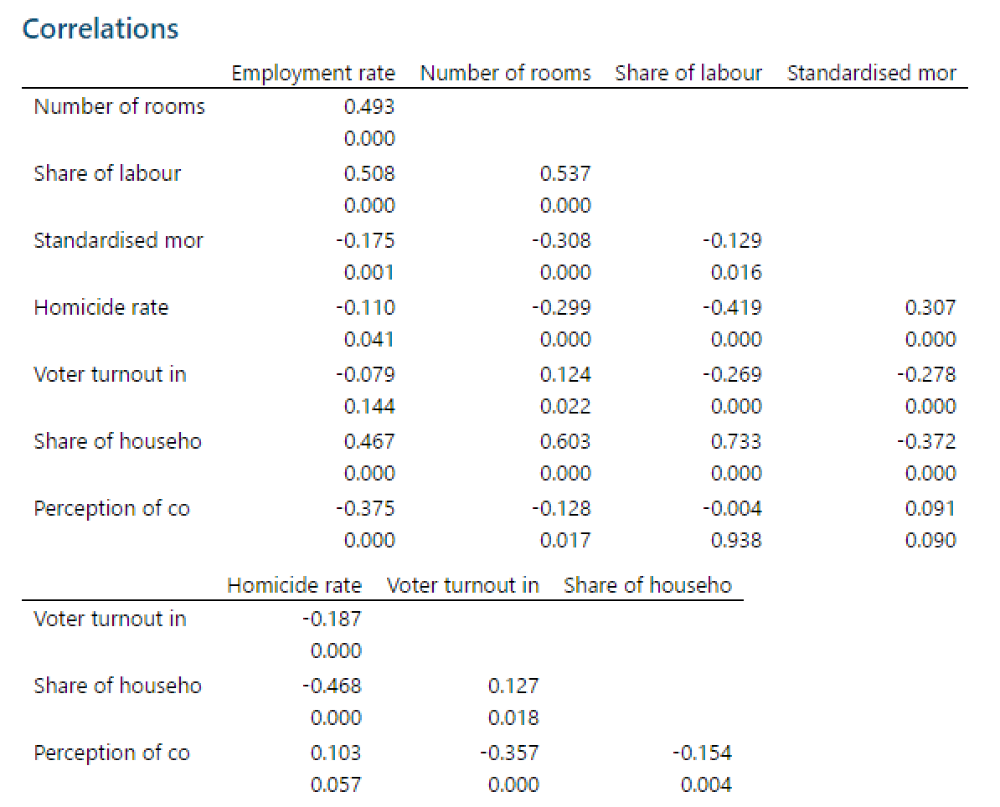 Correlations
Employment rate Number of rooms Share of labour Standardised mor
Number of rooms 0.493
0.000
Share of labour 0.508 0.537
0.000 0.000
Standardised mor -0.175 -0.308 -0.129
0.001 0.000 0.016
Homicide rate -0.110 -0.299 -0.419 0.307
0.041 0.000 0.000 0.000
Voter turnout in -0.079 0.124 -0.269 -0.278
0.144 0.022 0.000 0.000
Share of househo 0.467 0.603 0.733 -0.372
0.000 0.000 0.000 0.000
Perception of co -0.375 -0.128 -0.004 0.091
0.000 0.017 0.938 0.090
Homicide rate Voter turnout in Share of househo
Voter turnout in -0.187
0.000
Share of househo -0.468 0.127
0.000 0.018
Perception of co 0.103 -0.357 -0.154
0.057 0.000 0.004